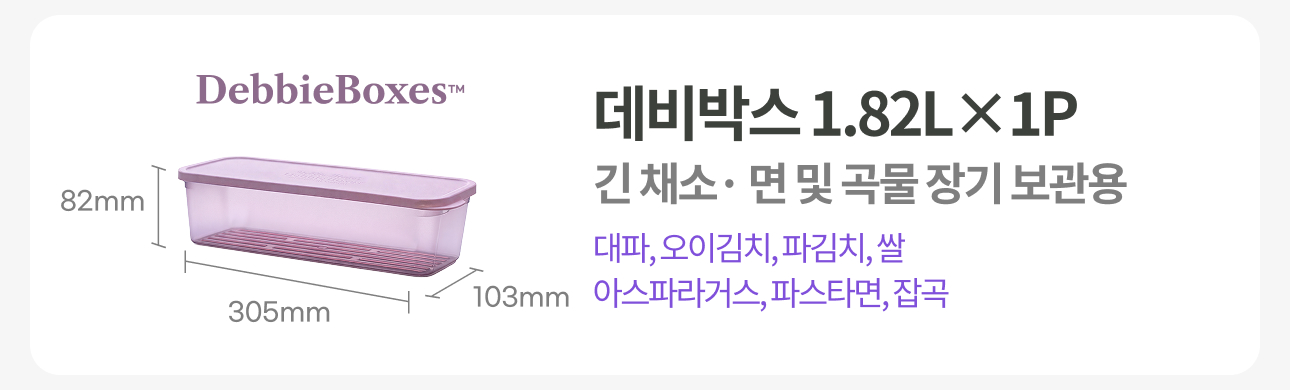 DebbieBoxes™
82mm
305mm
103mm
데비박스 1.82L×1P
긴 채소· 면 및 곡물 장기 보관용
대파, 오이김치, 파김치, 쌀
아스파라거스, 파스타면, 잡곡